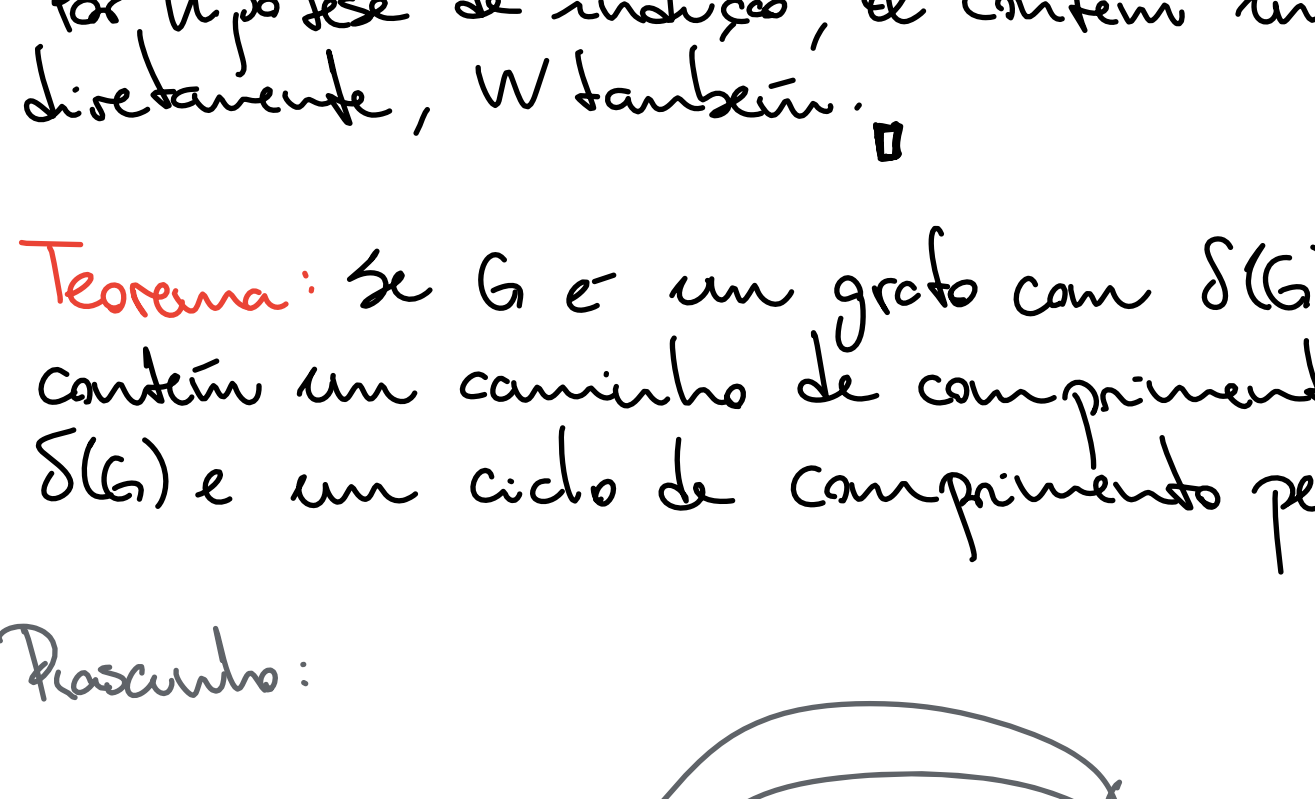 Por hipótese de indução, ele contém um
diretamente, W também.
Teorema: Se G é um grafo com δ(G)
contém um caminho de comprimento
δ(G) e um ciclo de comprimento pe
Rascunho: